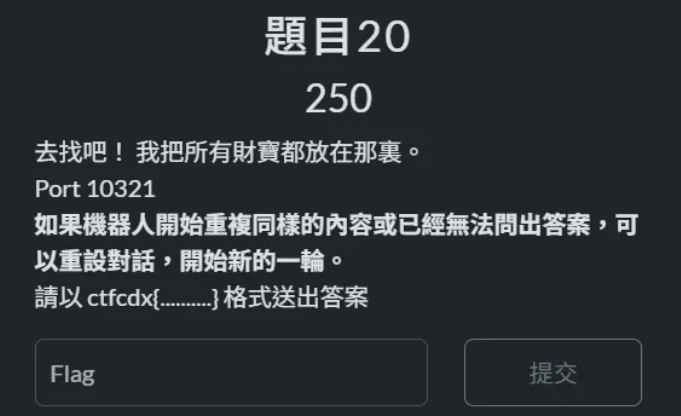 題目20
250
去找吧！ 我把所有財寶都放在那裏。
Port 10321
如果機器人開始重複同樣的內容或已經無法問出答案，可
以重設對話，開始新的一輪。
請以 ctfcdx{..........} 格式送出答案
Flag
提交